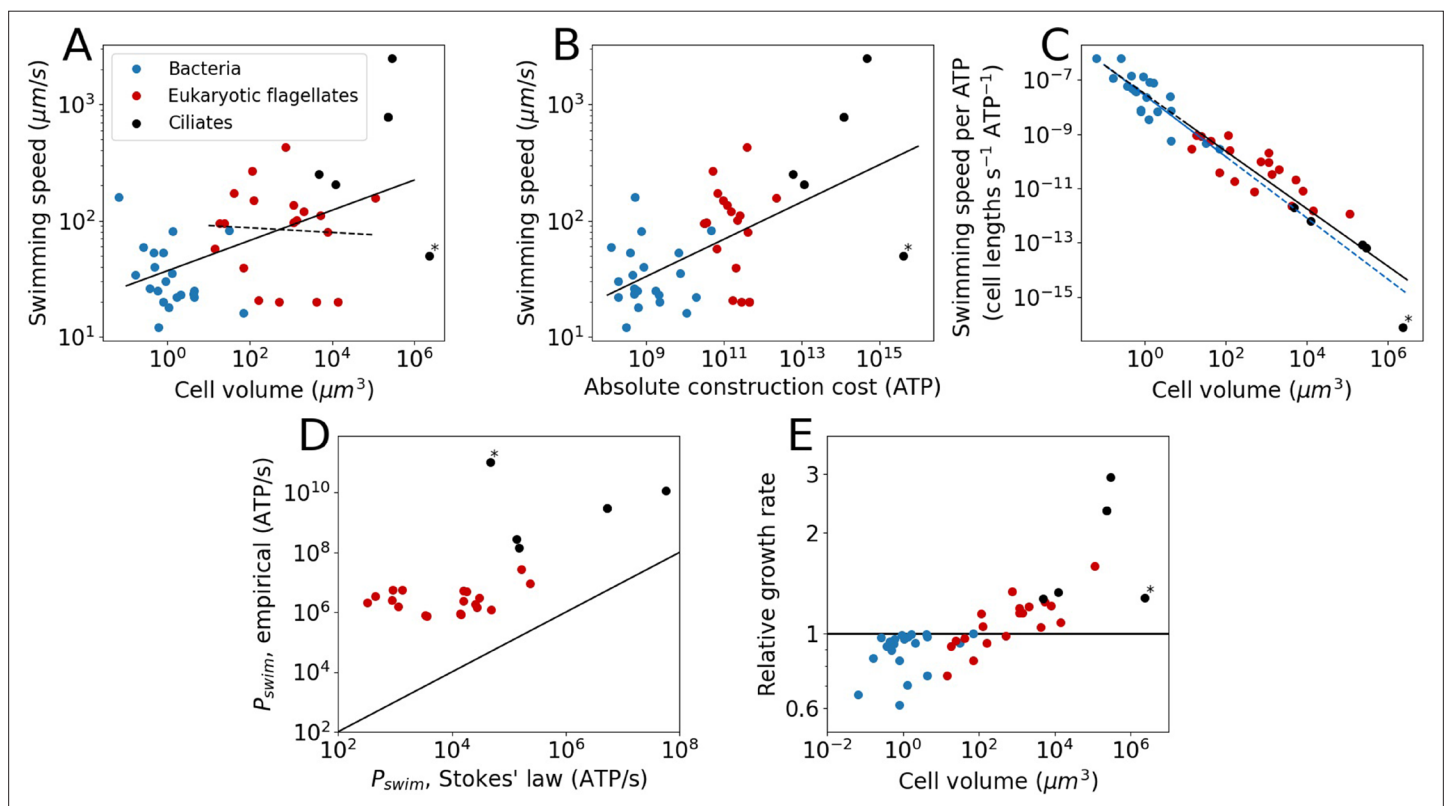 A
Swimming speed (μm/s)
10³
10²
10¹
Bacteria
Eukaryotic flagellates
Ciliates
*
10⁰ 10² 10⁴ 10⁶
Cell volume (μm³)
B
Swimming speed (μm/s)
10³
10²
10¹
*
10⁹ 10¹¹ 10¹³ 10¹⁵
Absolute construction cost (ATP)
C
Swimming speed per ATP
(cell lengths s⁻¹ ATP⁻¹)
10⁻⁷
10⁻⁹
10⁻¹¹
10⁻¹³
10⁻¹⁵
*
10⁰ 10² 10⁴ 10⁶
Cell volume (μm³)
D
P_swim, empirical (ATP/s)
*
10¹⁰
10⁸
10⁶
10⁴
10²
10² 10⁴ 10⁶ 10⁸
P_swim, Stokes' law (ATP/s)
E
Relative growth rate
3
2
1
0.6
*
10⁻² 10⁰ 10² 10⁴ 10⁶
Cell volume (μm³)